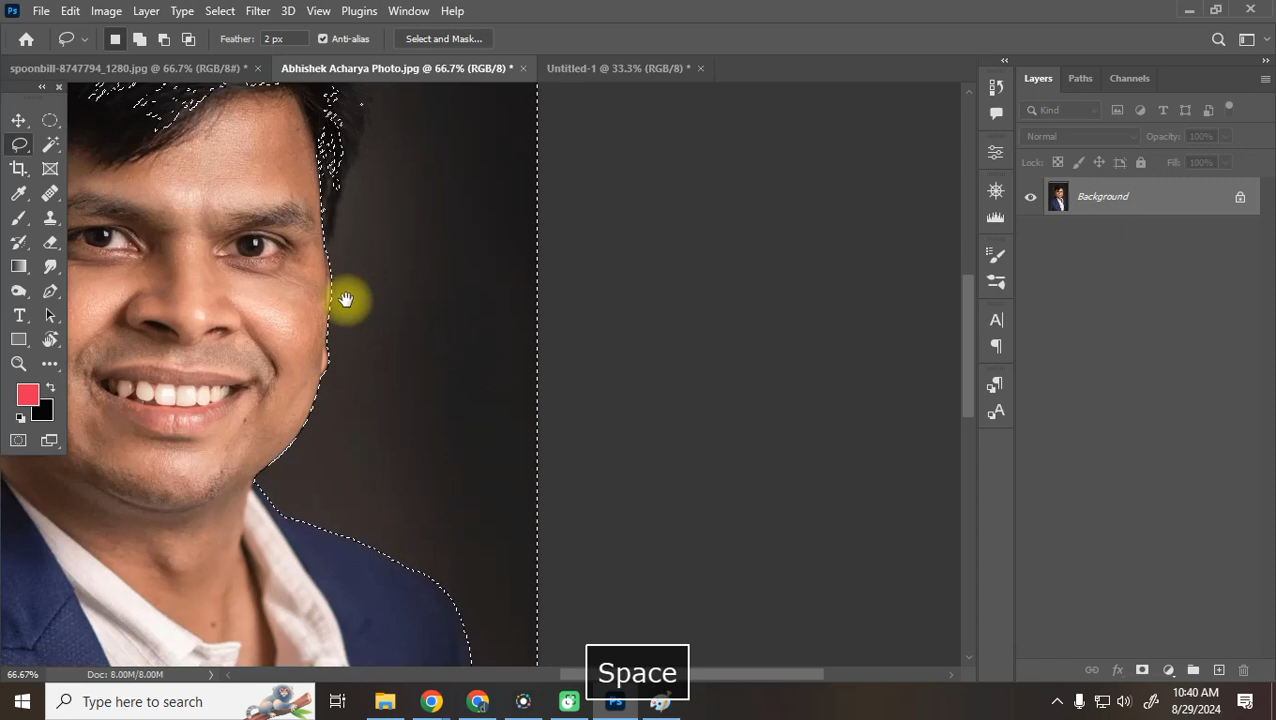 Ps File Edit Image Layer Type Select Filter 3D View Plugins Window Help
Feather: 2 px Anti-alias Select and Mask...
spoonbill-8747794_1280.jpg @ 66.7% (RGB/8#) * × Abhishek Acharya Photo.jpg @ 66.7% (RGB/8) * × Untitled-1 @ 33.3% (RGB/8) * ×
Layers Paths Channels
Kind
Normal Opacity: 100%
Lock: Fill: 100%
Background
Space
66.67% Doc: 8.00M/8.00M
Type here to search
Ps
10:40 AM
8/29/2024